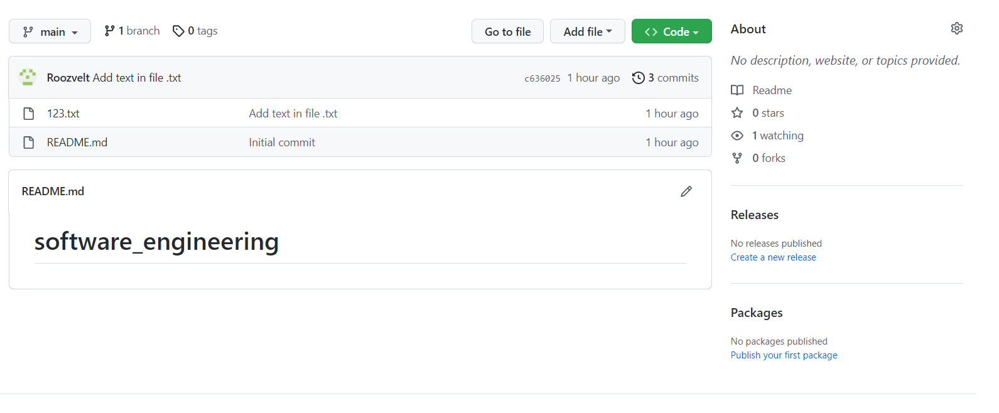 main
1 branch
0 tags
Go to file
Add file
Code
Roozvelt Add text in file .txt
c636025 1 hour ago
3 commits
123.txt
Add text in file .txt
1 hour ago
README.md
Initial commit
1 hour ago
README.md
software_engineering
About
No description, website, or topics provided.
Readme
0 stars
1 watching
0 forks
Releases
No releases published
Create a new release
Packages
No packages published
Publish your first package